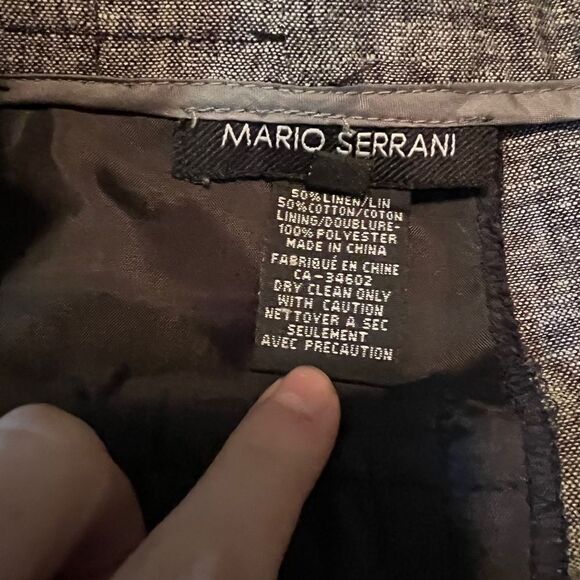 MARIO SERRANI
50% LINEN/LIN
50% COTTON/COTON
LINING/DOUBLURE-
100% POLYESTER
MADE IN CHINA
FABRIQUÉ EN CHINE
CA-34602
DRY CLEAN ONLY
WITH CAUTION
NETTOYER A SEC
SEULEMENT
AVEC PRECAUTION